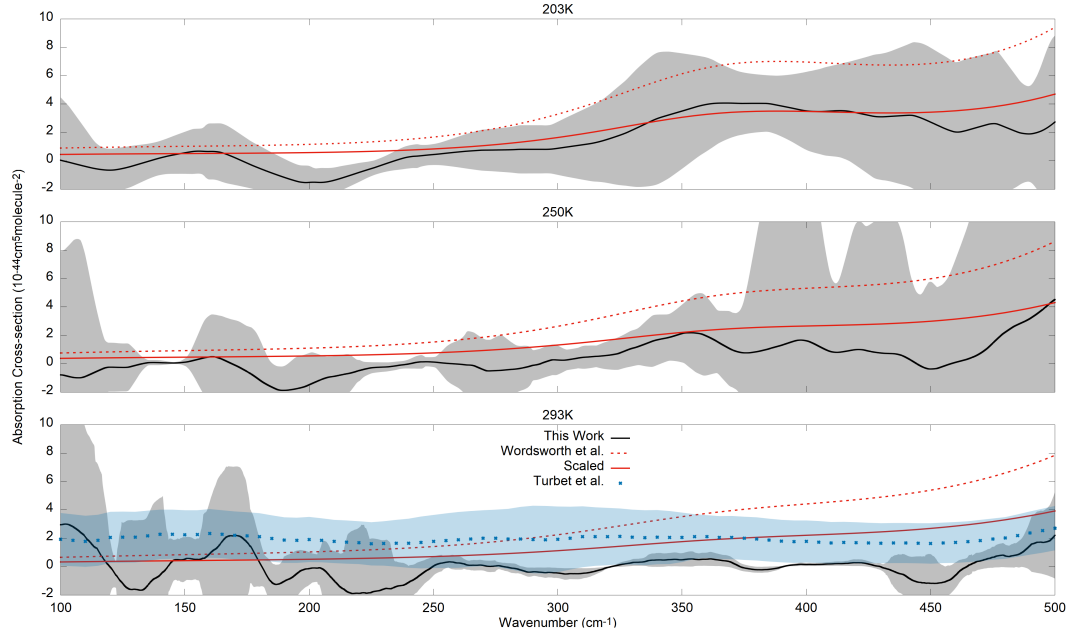 203K
10
8
6
4
2
0
-2
250K
10
8
6
4
2
0
-2
Absorption Cross-section (10-44cm5molecule-2)
293K
10
8
6
4
2
0
-2
This Work
Wordsworth et al.
Scaled
Turbet et al.
100 150 200 250 300 350 400 450 500
Wavenumber (cm-1)